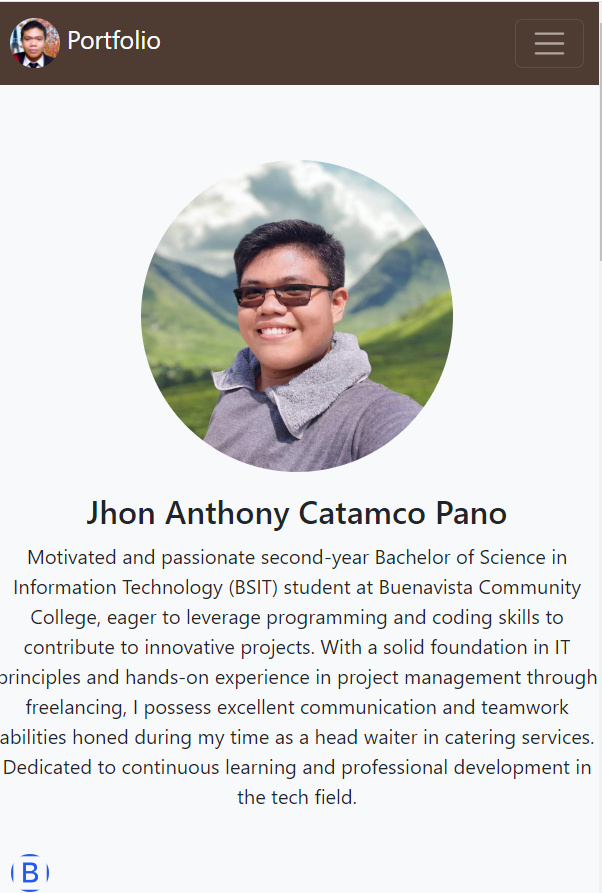 Portfolio
Jhon Anthony Catamco Pano
Motivated and passionate second-year Bachelor of Science in
Information Technology (BSIT) student at Buenavista Community
College, eager to leverage programming and coding skills to
contribute to innovative projects. With a solid foundation in IT
principles and hands-on experience in project management through
freelancing, I possess excellent communication and teamwork
abilities honed during my time as a head waiter in catering services.
Dedicated to continuous learning and professional development in
the tech field.
B